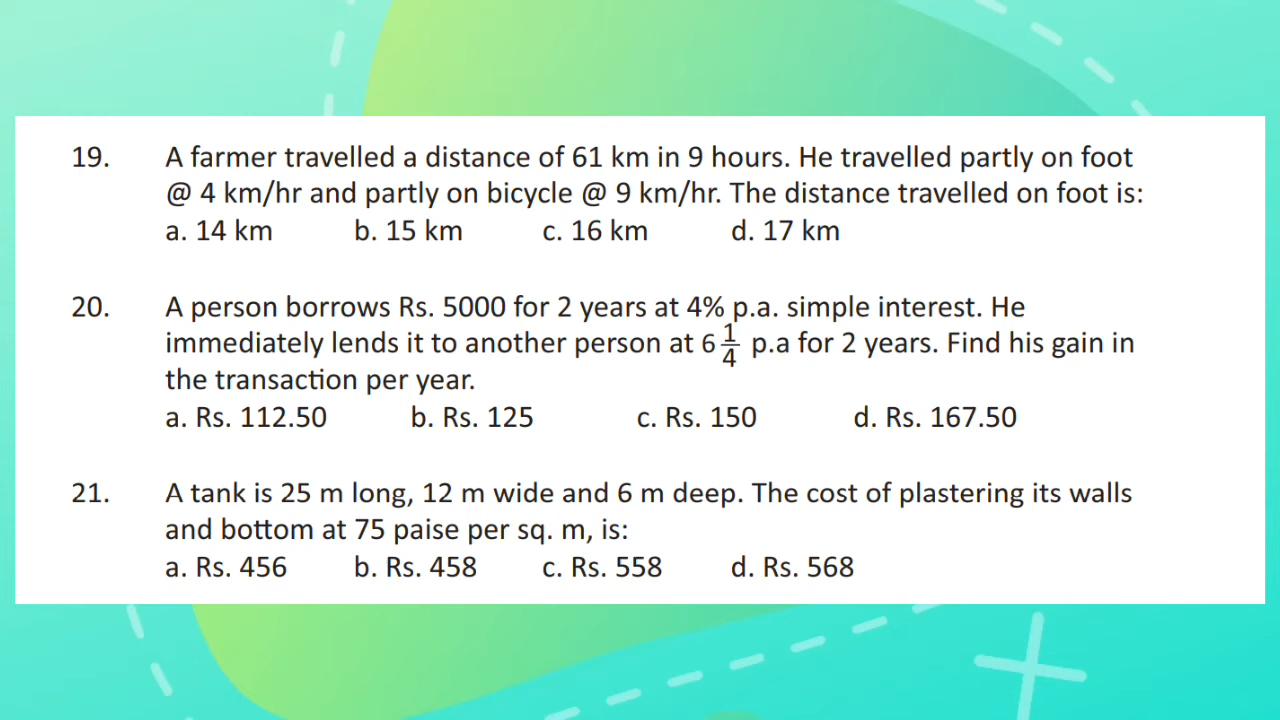 19. A farmer travelled a distance of 61 km in 9 hours. He travelled partly on foot
@ 4 km/hr and partly on bicycle @ 9 km/hr. The distance travelled on foot is:
a. 14 km b. 15 km c. 16 km d. 17 km
20. A person borrows Rs. 5000 for 2 years at 4% p.a. simple interest. He
immediately lends it to another person at 6 1/4 p.a for 2 years. Find his gain in
the transaction per year.
a. Rs. 112.50 b. Rs. 125 c. Rs. 150 d. Rs. 167.50
21. A tank is 25 m long, 12 m wide and 6 m deep. The cost of plastering its walls
and bottom at 75 paise per sq. m, is:
a. Rs. 456 b. Rs. 458 c. Rs. 558 d. Rs. 568